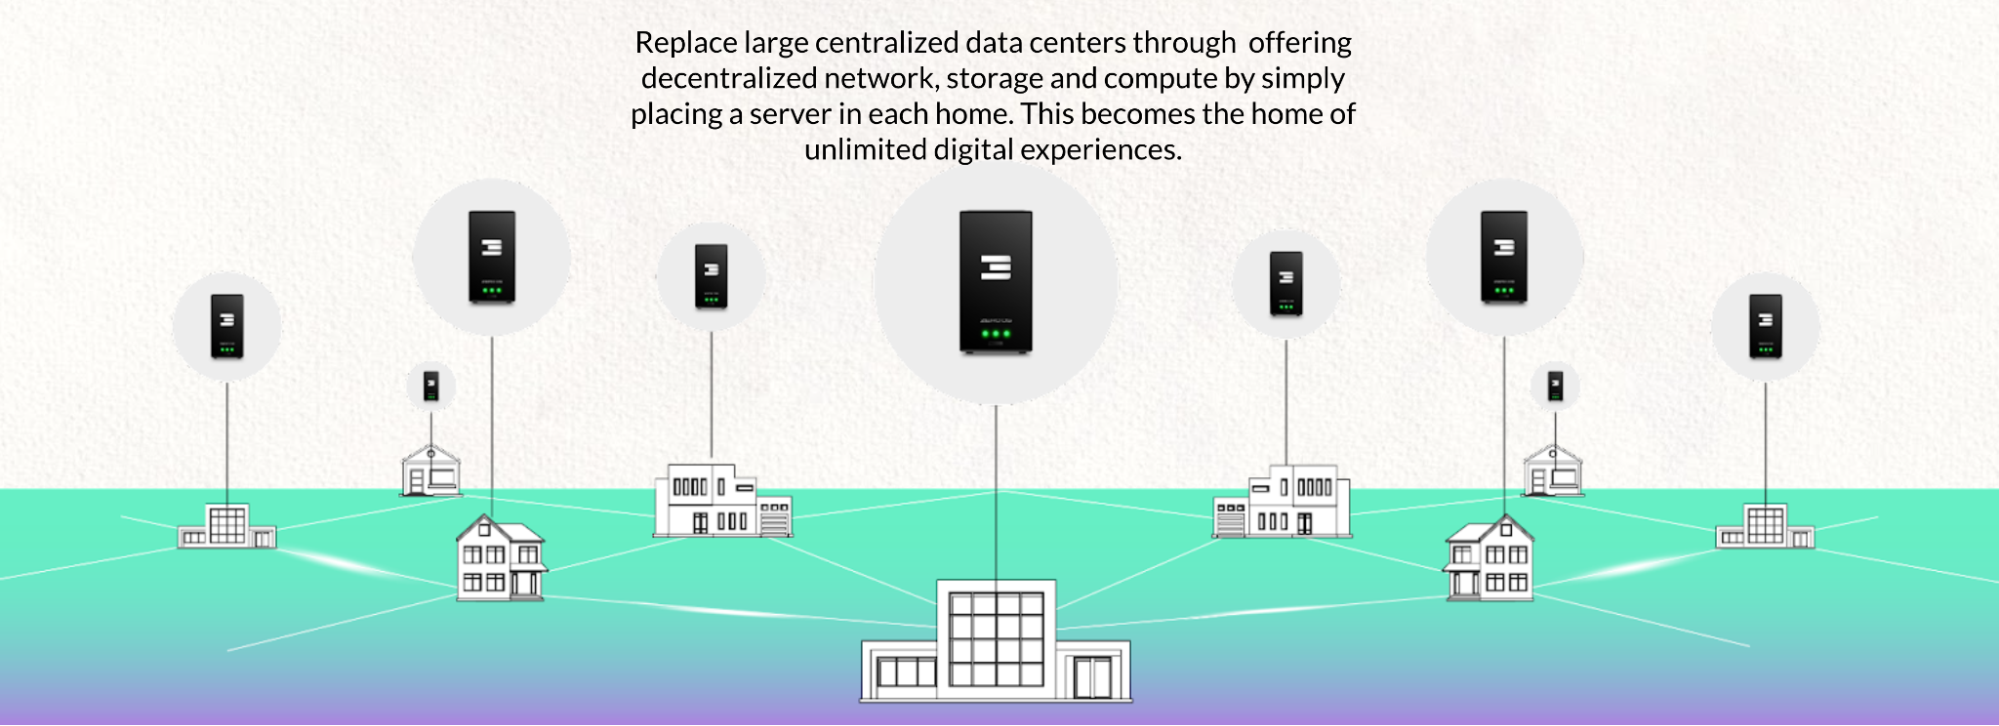 Replace large centralized data centers through offering
decentralized network, storage and compute by simply
placing a server in each home. This becomes the home of
unlimited digital experiences.